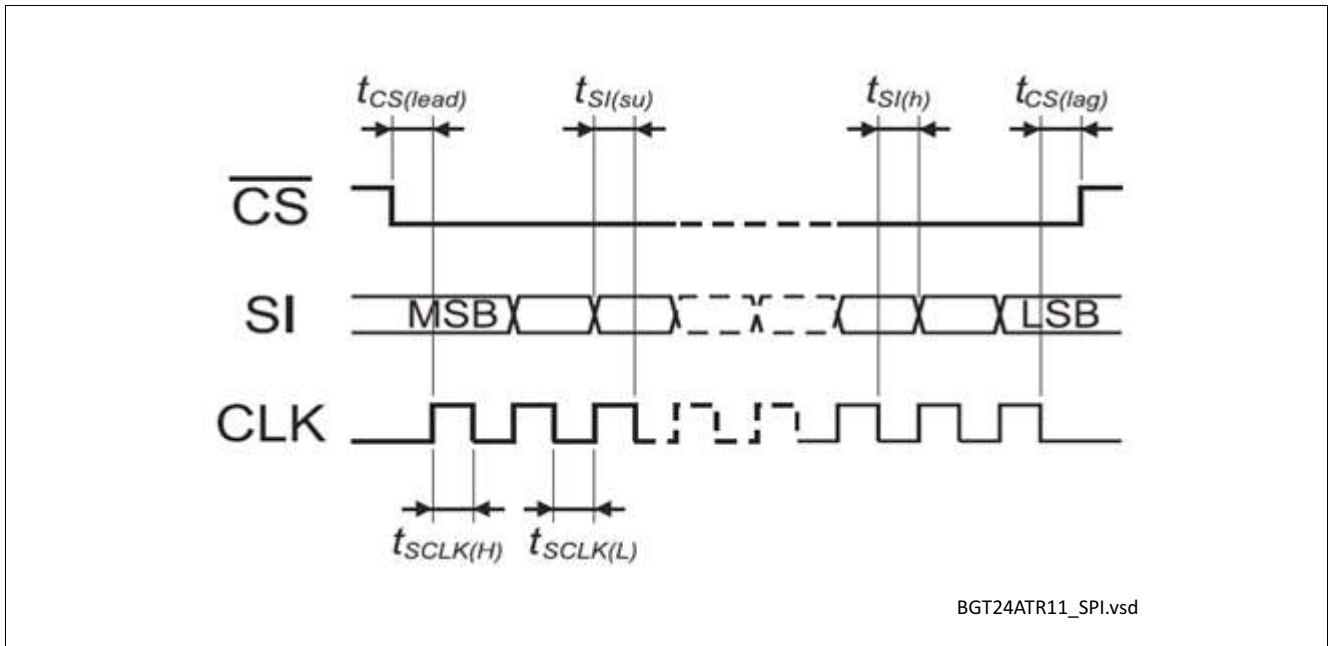 tCS(lead) tSI(su) tSI(h) tCS(lag)
CS
SI MSB LSB
CLK
tSCLK(H) tSCLK(L)
BGT24ATR11_SPI.vsd